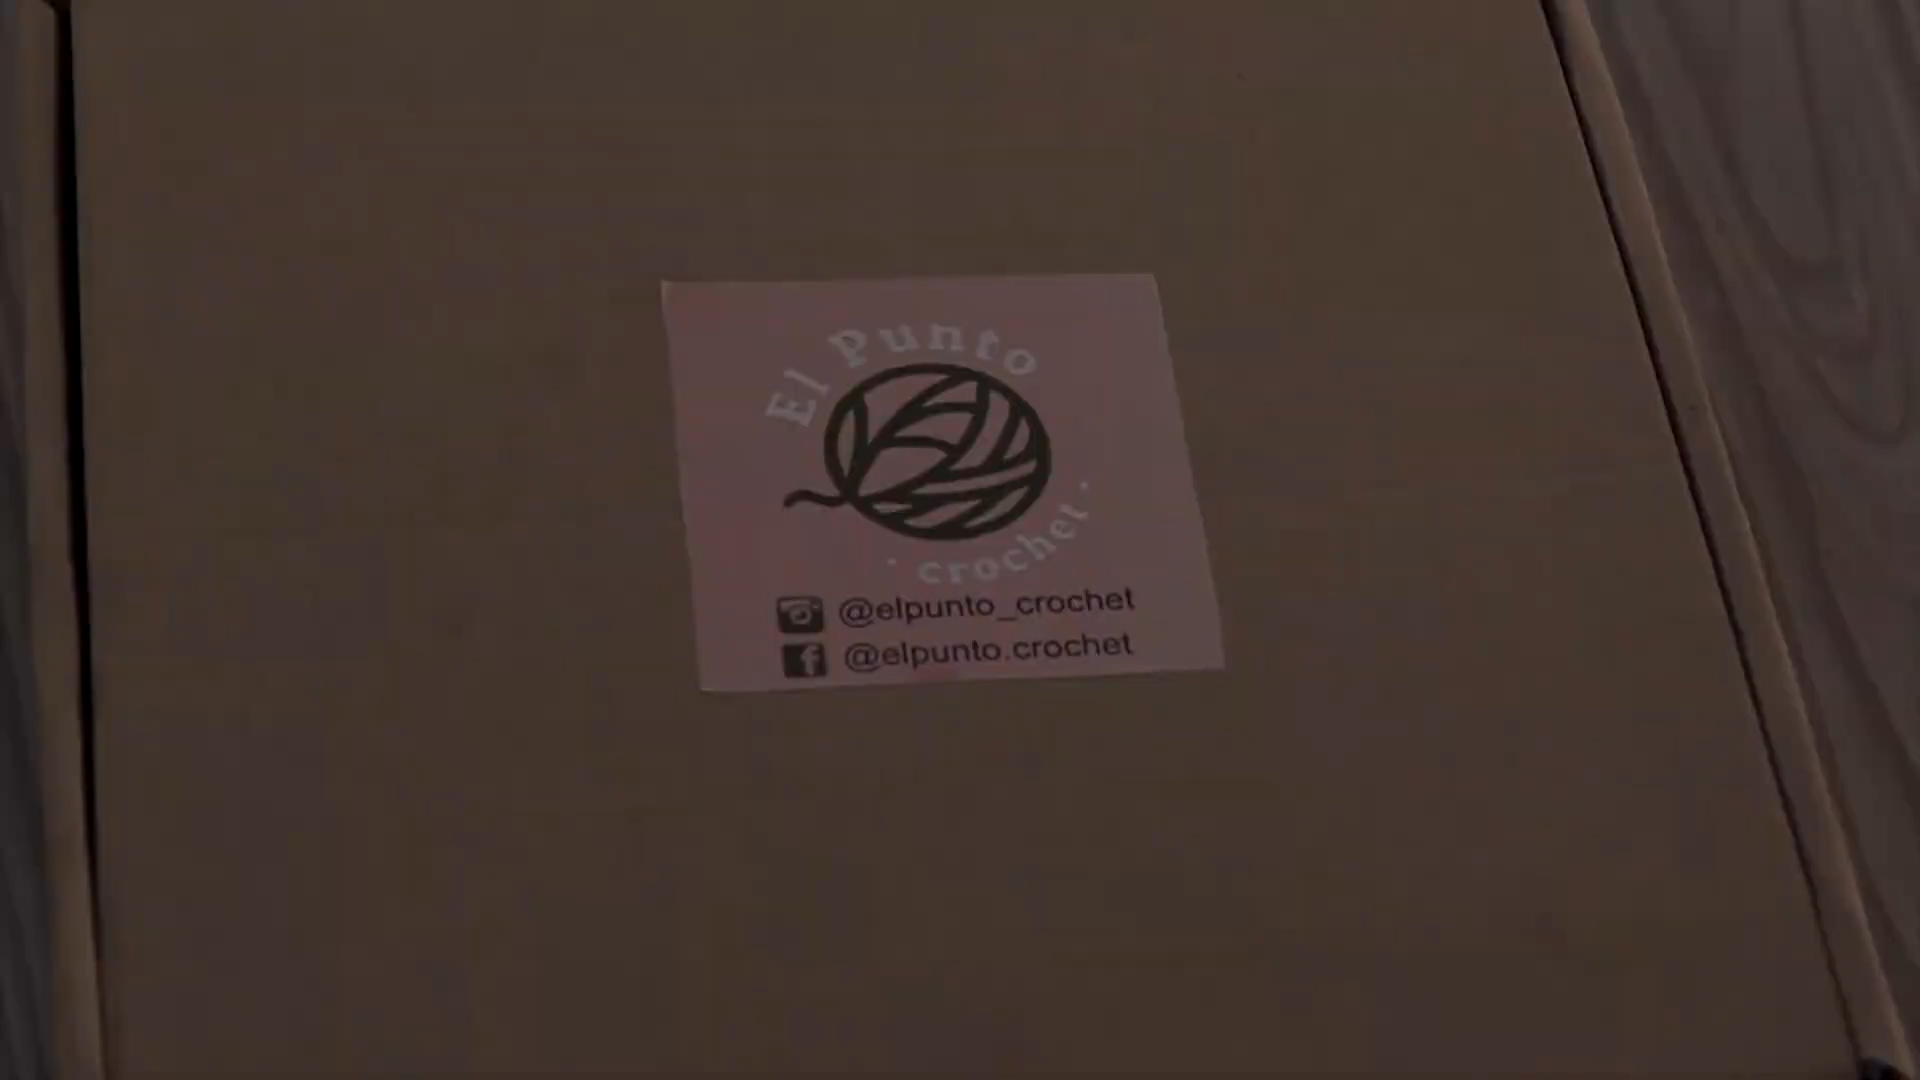 El Punto
· crochet ·
@elpunto_crochet
@elpunto.crochet